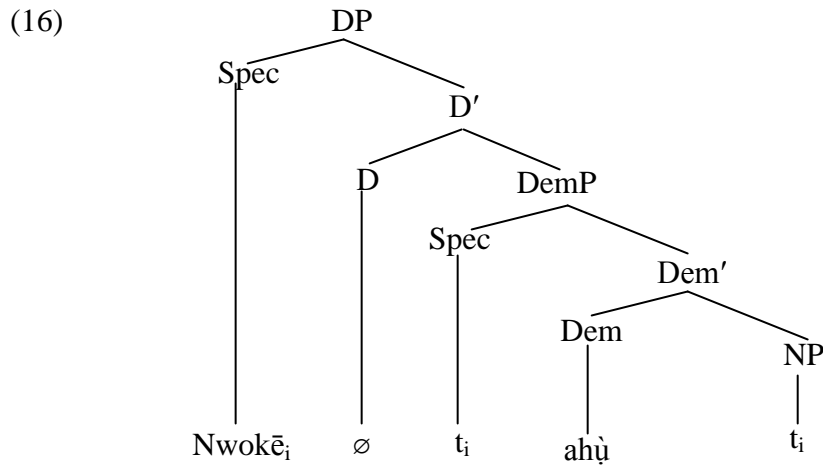 (16) DP
Spec
D′
D DemP
Spec
Dem′
Dem
NP
Nwokēᵢ ∅ tᵢ ahụ̀ tᵢ